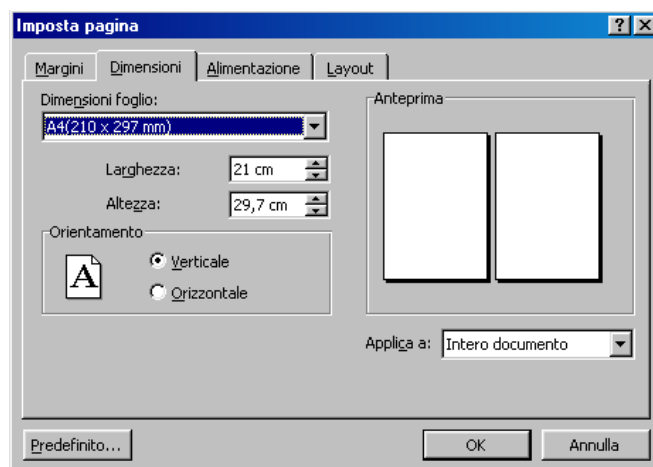 Imposta pagina
Margini Dimensioni Alimentazione Layout
Dimensioni foglio:
A4(210 x 297 mm)
Larghezza: 21 cm
Altezza: 29,7 cm
Orientamento
A
Verticale
Orizzontale
Anteprima
Applica a: Intero documento
Predefinito... OK Annulla